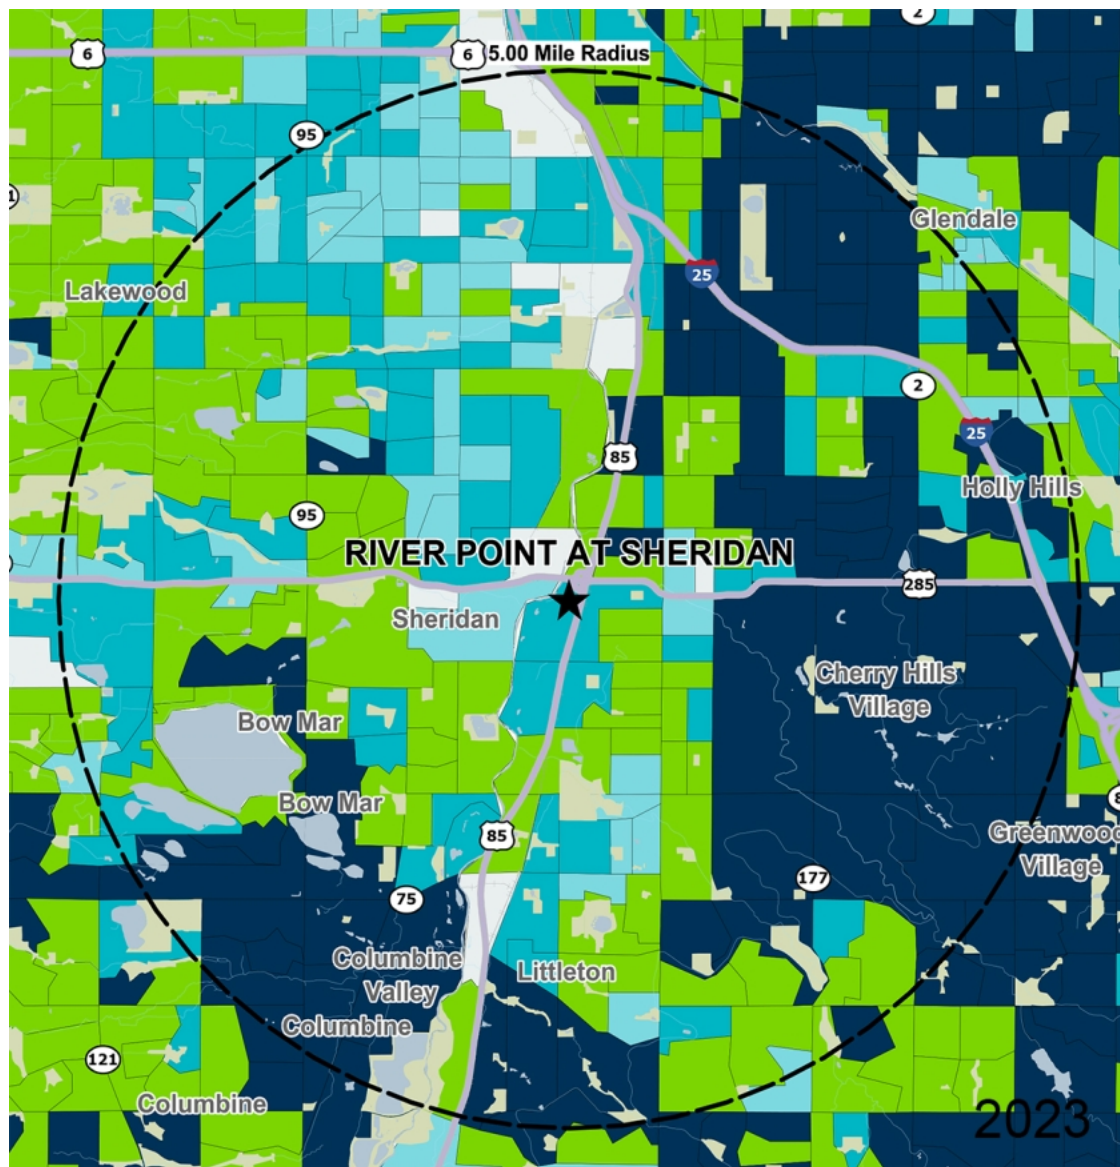 2
6
6
5.00 Mile Radius
95
Glendale
25
Lakewood
2
25
85
Holly Hills
95
RIVER POINT AT SHERIDAN
285
Sheridan
Cherry Hills
Village
Bow Mar
Bow Mar
85
Greenwood
Village
177
75
Columbine
Valley
Littleton
Columbine
121
Columbine
2023